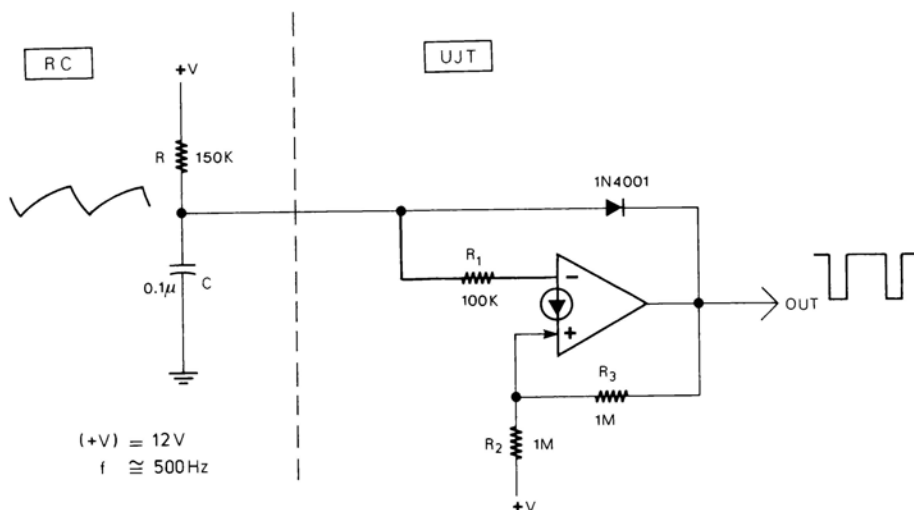 RC
UJT
+V
R 150K
1N4001
R1
100K
−
+
0.1μ C
OUT
R3
1M
R2 1M
(+V) = 12V
f ≅ 500Hz
+V